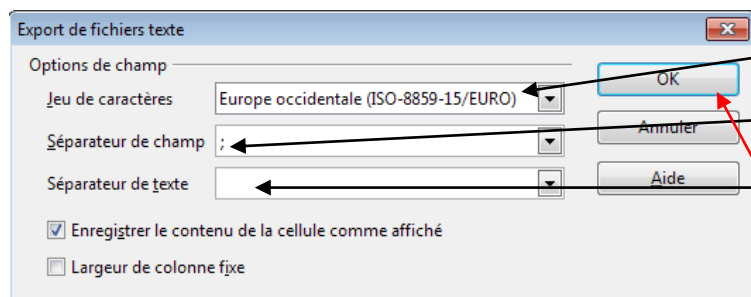 Export de fichiers texte
Options de champ
Jeu de caractères Europe occidentale (ISO-8859-15/EURO)
OK
Séparateur de champ ;
Annuler
Séparateur de texte
Aide
Enregistrer le contenu de la cellule comme affiché
Largeur de colonne fixe